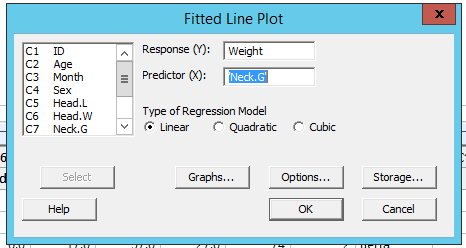 Fitted Line Plot
x
C1 ID
C2 Age
C3 Month
C4 Sex
C5 Head.L
C6 Head.W
C7 Neck.G
Response (Y): Weight
Predictor (X): 'Neck.G'
Type of Regression Model
Linear Quadratic Cubic
Select Graphs... Options... Storage...
Help OK Cancel